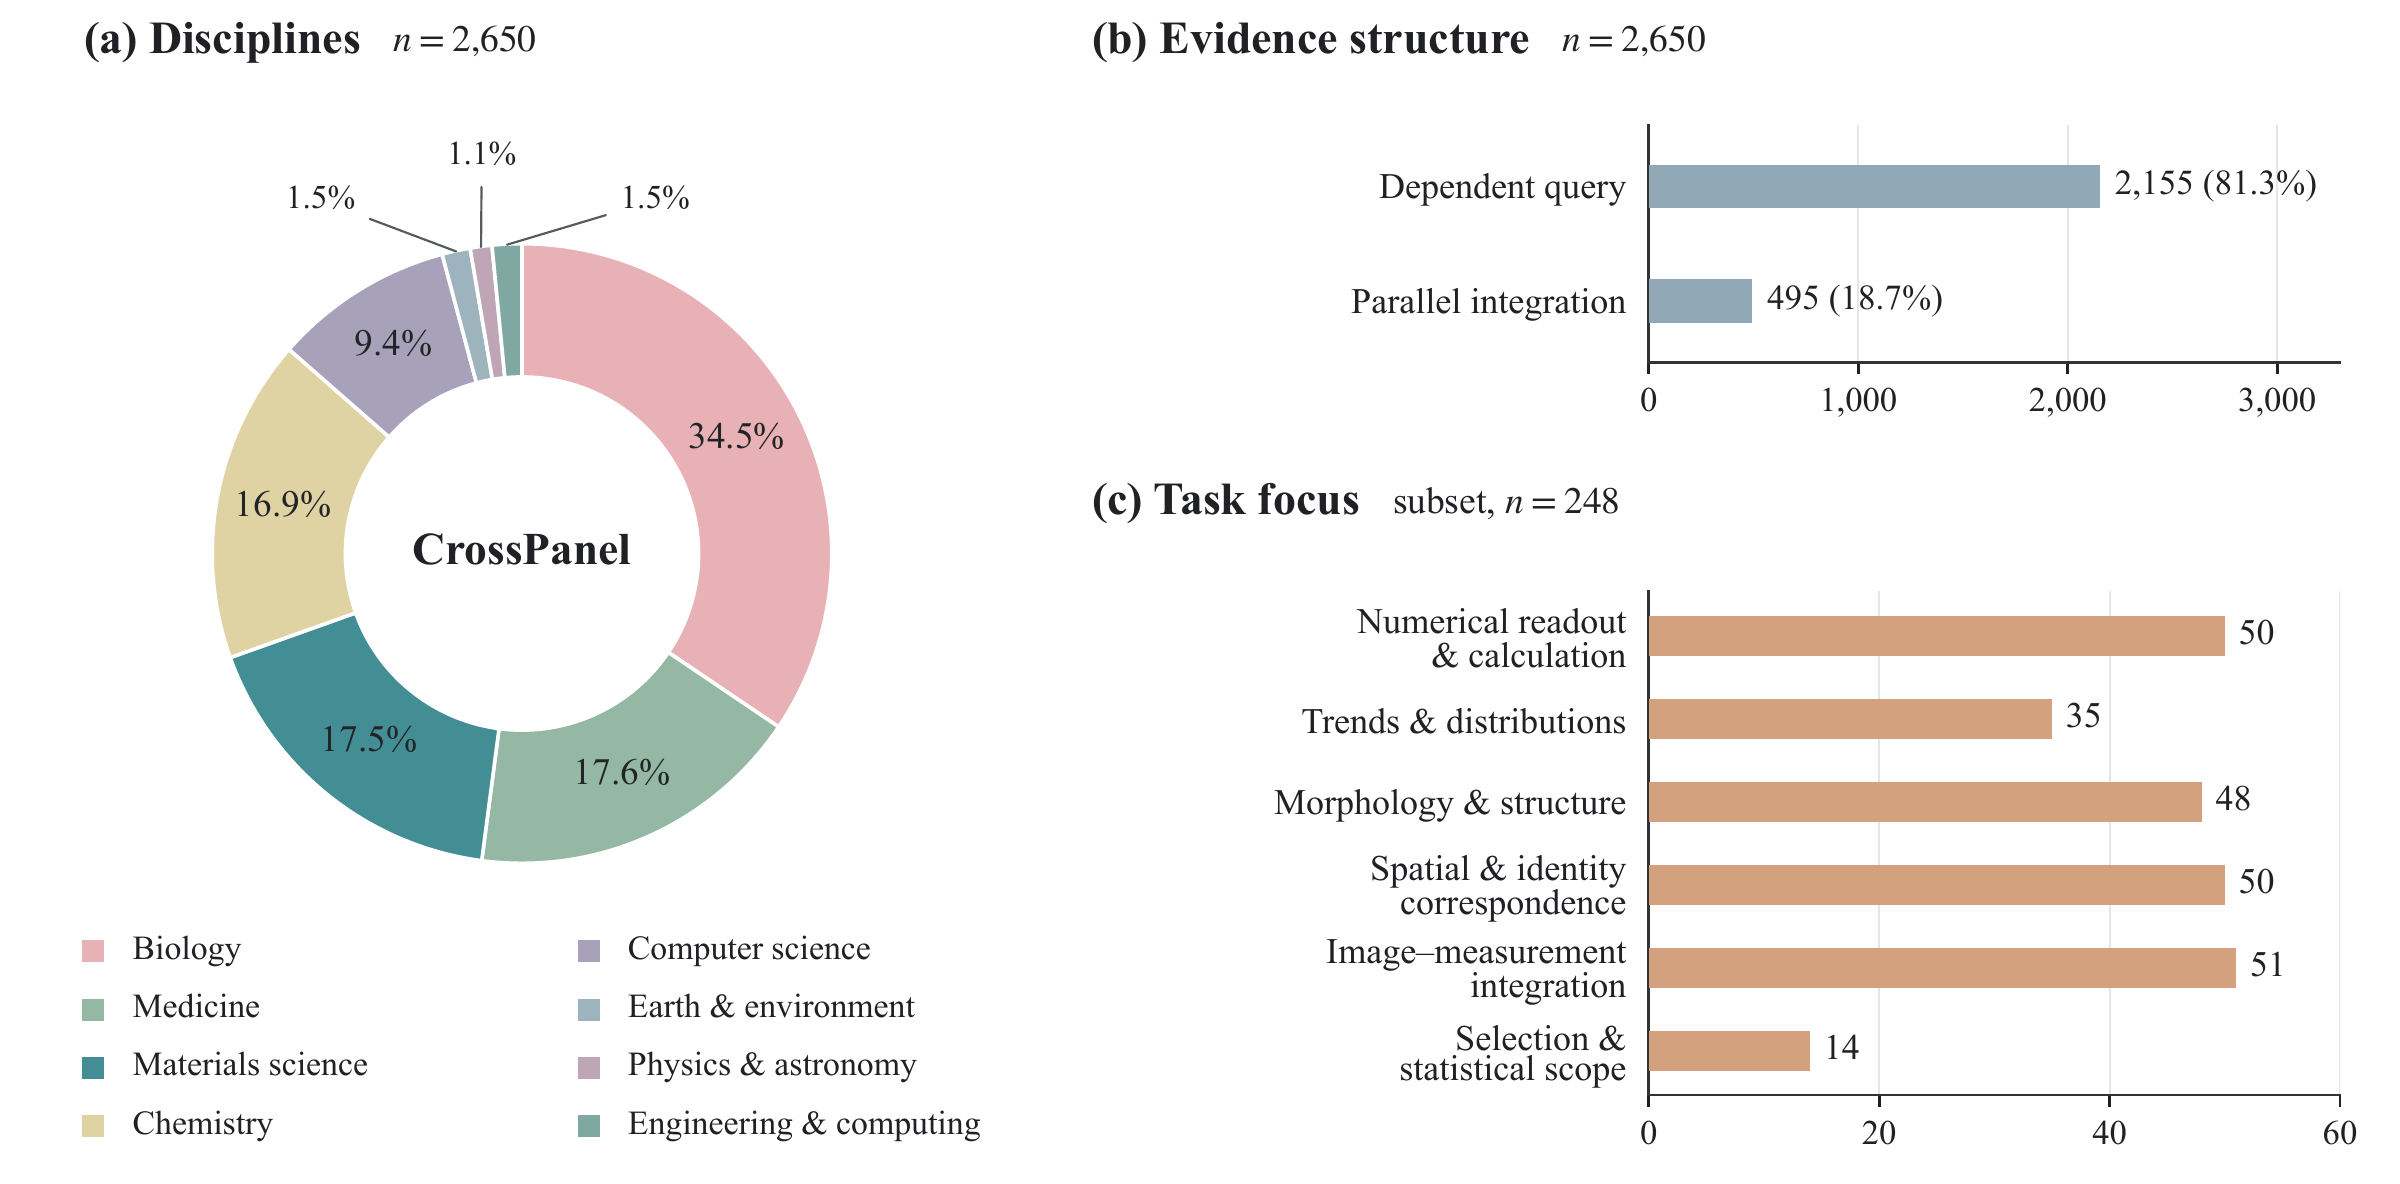 (a) Disciplines n = 2,650
1.1%
1.5%
1.5%
9.4%
34.5%
16.9%
CrossPanel
17.5%
17.6%
Biology
Medicine
Materials science
Chemistry
Computer science
Earth & environment
Physics & astronomy
Engineering & computing
(b) Evidence structure n = 2,650
Dependent query 2,155 (81.3%)
Parallel integration 495 (18.7%)
0 1,000 2,000 3,000
(c) Task focus subset, n = 248
Numerical readout
& calculation
50
Trends & distributions 35
Morphology & structure 48
Spatial & identity
correspondence
50
Image–measurement
integration
51
Selection &
statistical scope
14
0 20 40 60